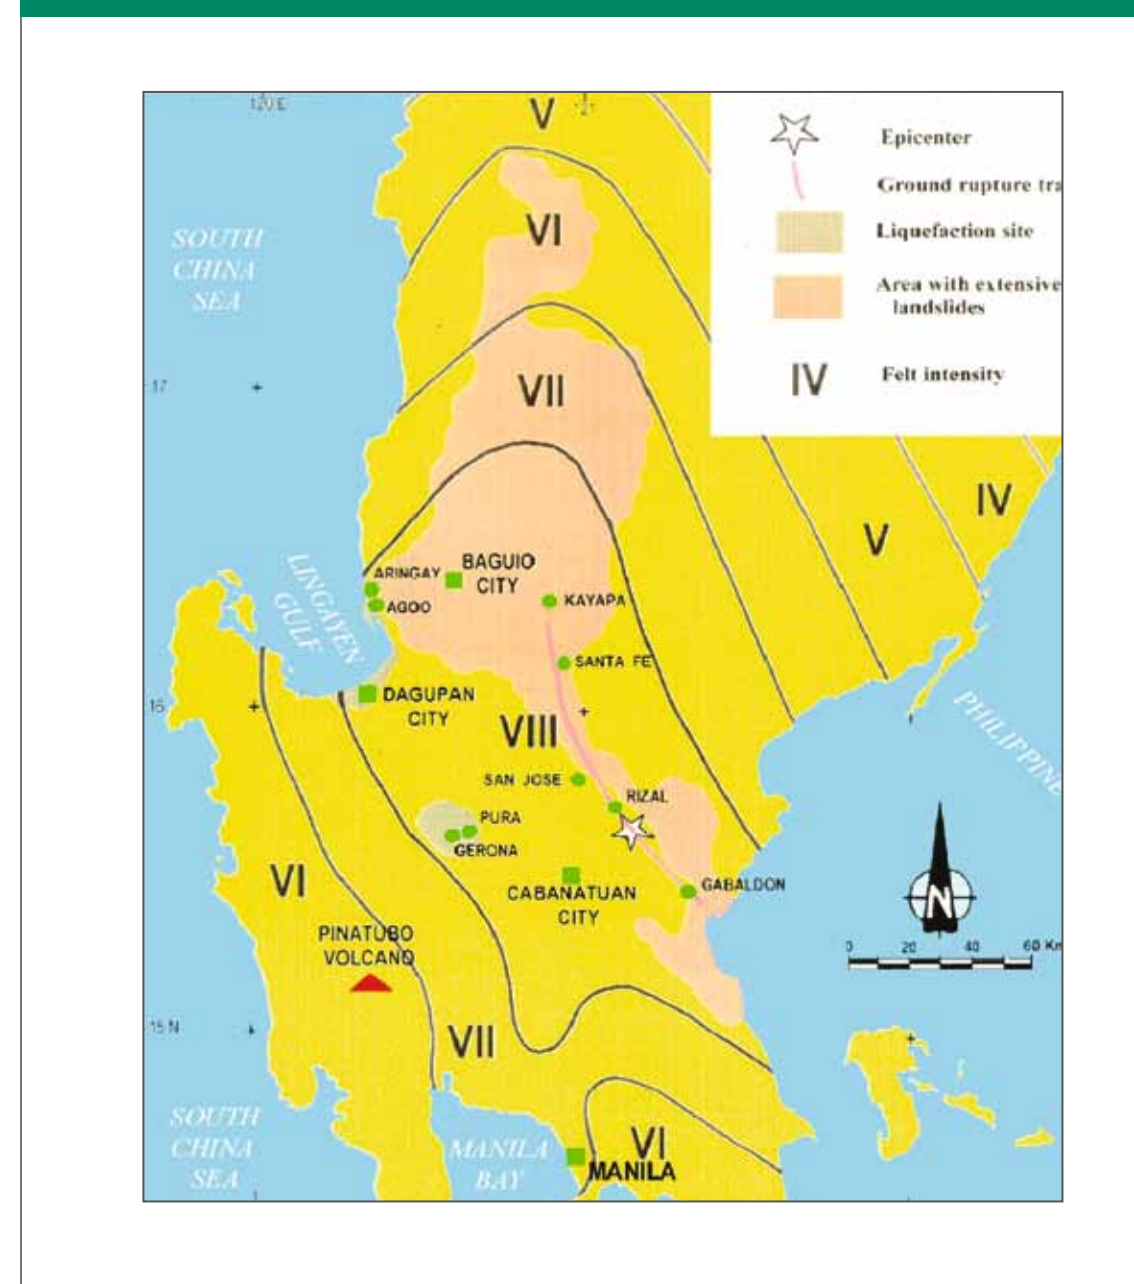 120 E
121
V
Epicenter
Ground rupture tra
Liquefaction site
Area with extensive
landslides
IV
Felt intensity
SOUTH
CHINA
SEA
VI
17
VII
IV
V
LINGAYEN
GULF
ARINGAY
AGOO
BAGUIO
CITY
KAYAPA
SANTA FE
16
DAGUPAN
CITY
VIII
PHILIPPINE
SAN JOSE
RIZAL
PURA
GERONA
CABANATUAN
CITY
GABALDON
N
VI
PINATUBO
VOLCANO
0 20 40 60 Km
15 N
VII
SOUTH
CHINA
SEA
MANILA
BAY
VI
MANILA